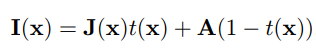 I(x) = J(x)t(x) + A(1 − t(x))